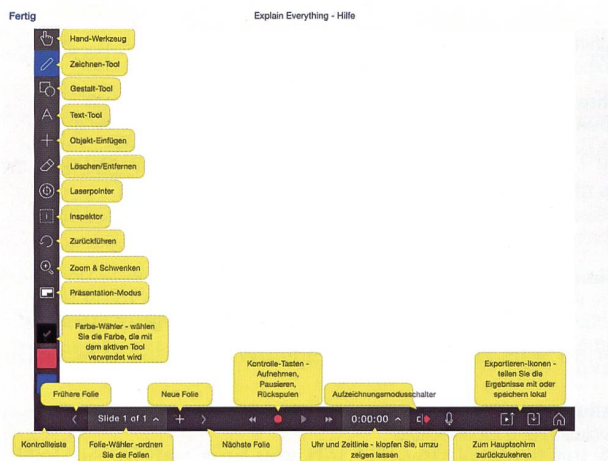 Fertig
Explain Everything - Hilfe
Hand-Werkzeug
Zeichnen-Tool
Gestalt-Tool
Text-Tool
Objekt-Einfügen
Löschen/Entfernen
Laserpointer
Inspektor
Zurückführen
Zoom & Schwenken
Präsentation-Modus
Farbe-Wähler - wählen
Sie die Farbe, die mit
dem aktiven Tool
verwendet wird
Frühere Folie
Neue Folie
Kontrolle-Tasten -
Aufnehmen,
Pausieren,
Rückspulen
Aufzeichnungsmodusschalter
Exportieren-Ikonen -
teilen Sie die
Ergebnisse mit oder
speichern lokal
Slide 1 of 1
0:00:00
Kontrolleiste
Folle-Wähler -ordnen
Sie die Folien
Nächste Folie
Uhr und Zeitlinie - klopfen Sie, umzu
zeigen lassen
Zum Hauptschirm
zurückzukehren